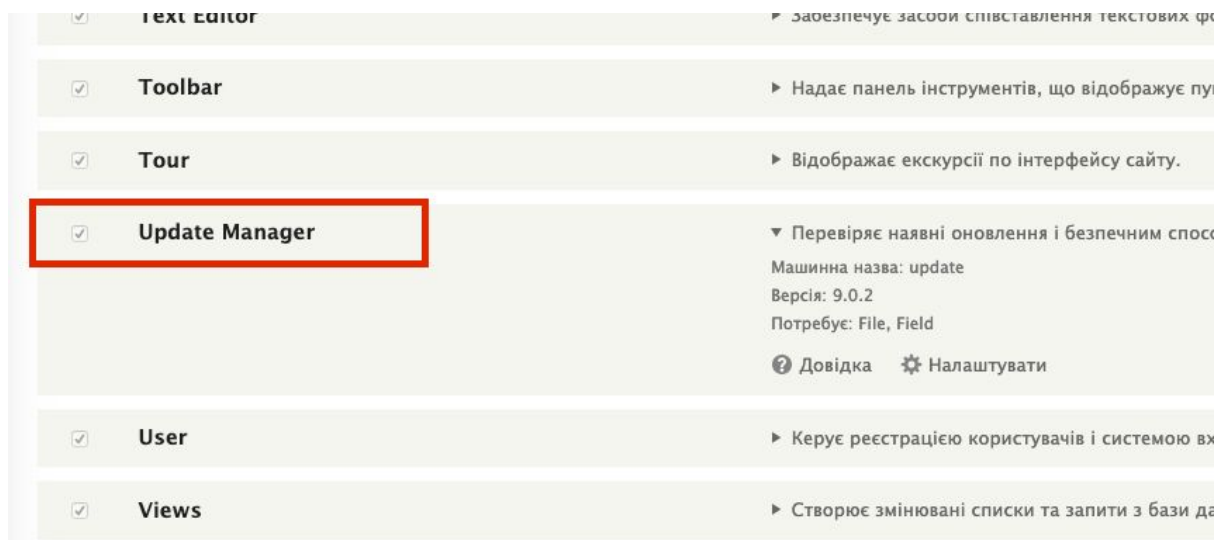 Text Editor
Забезпечує засоби співставлення текстових
Toolbar
Надає панель інструментів, що відображує
Tour
Відображає екскурсії по інтерфейсу сайту.
Update Manager
Перевіряє наявні оновлення і безпечним
Машинна назва: update
Версія: 9.0.2
Потребує: File, Field
Довідка Налаштувати
User
Керує реєстрацією користувачів і системою
Views
Створює змінювані списки та запити з бази